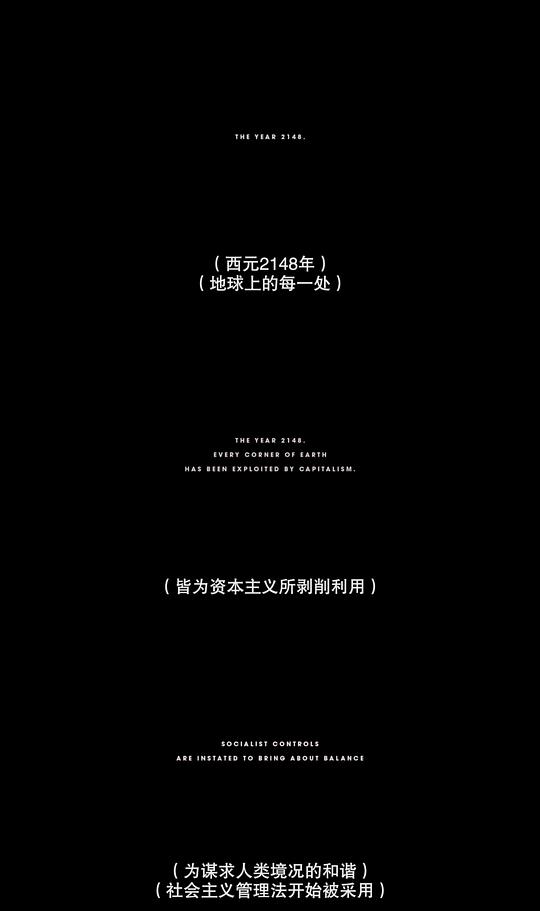 THE YEAR 2148.
（西元2148年）
（地球上的每一处）
THE YEAR 2148.
EVERY CORNER OF EARTH
HAS BEEN EXPLOITED BY CAPITALISM.
（皆为资本主义所剥削利用）
SOCIALIST CONTROLS
ARE INSTATED TO BRING ABOUT BALANCE
（为谋求人类境况的和谐）
（社会主义管理法开始被采用）